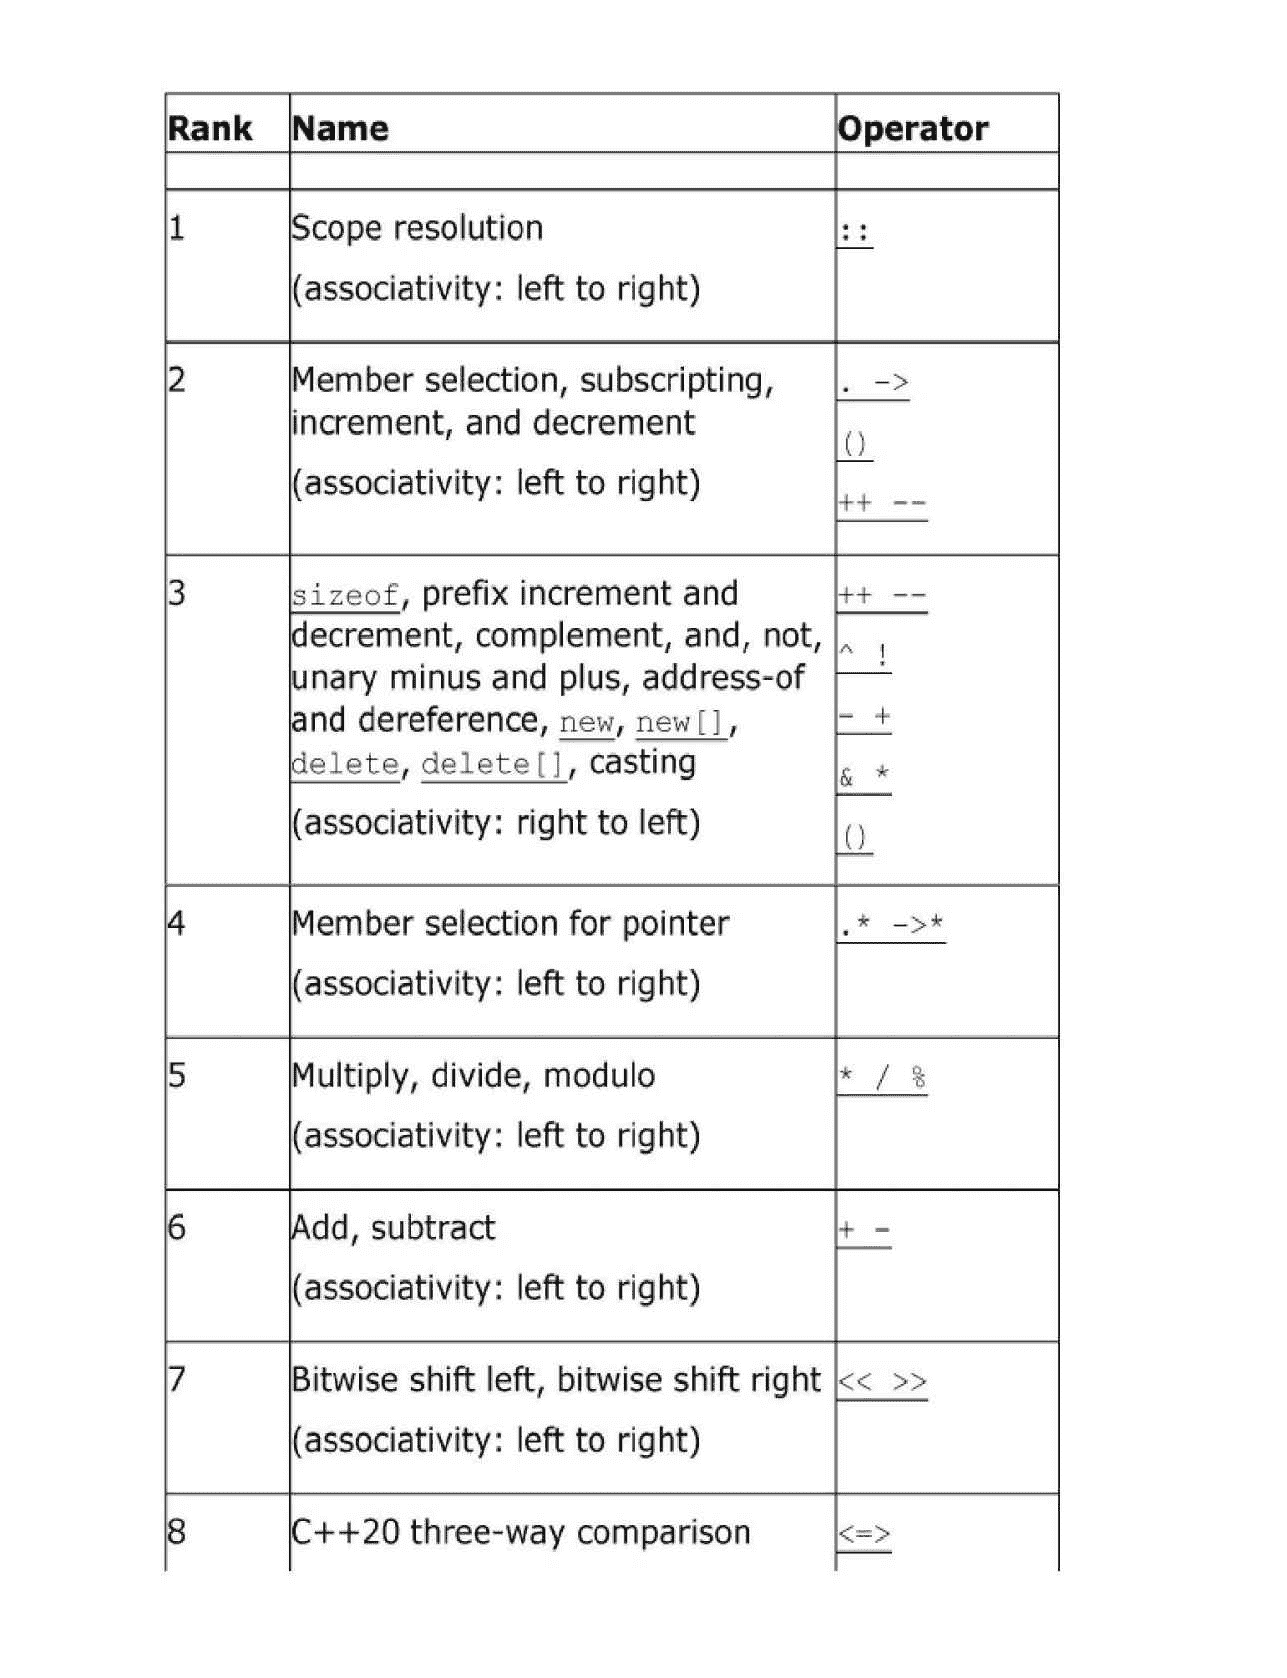 Rank Name Operator
1 Scope resolution ::
(associativity: left to right)
2 Member selection, subscripting, . ->
increment, and decrement
()
(associativity: left to right)
++ --
3 sizeof, prefix increment and ++ --
decrement, complement, and, not,
^ !
unary minus and plus, address-of
- +
and dereference, new, new[],
delete, delete[], casting
& *
(associativity: right to left)
()
4 Member selection for pointer .* ->*
(associativity: left to right)
5 Multiply, divide, modulo * / %
(associativity: left to right)
6 Add, subtract + -
(associativity: left to right)
7 Bitwise shift left, bitwise shift right << >>
(associativity: left to right)
8 C++20 three-way comparison <=>